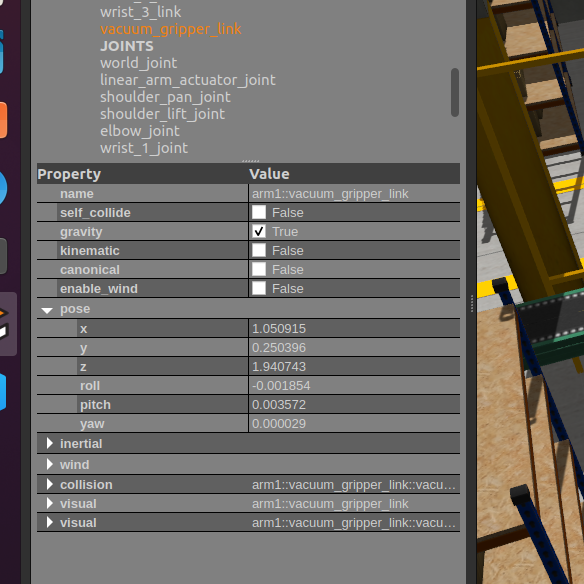 wrist_3_link
vacuum_gripper_link
JOINTS
world_joint
linear_arm_actuator_joint
shoulder_pan_joint
shoulder_lift_joint
elbow_joint
wrist_1_joint
Property Value
name arm1::vacuum_gripper_link
self_collide False
gravity True
kinematic False
canonical False
enable_wind False
pose
x 1.050915
y 0.250396
z 1.940743
roll -0.001854
pitch 0.003572
yaw 0.000029
inertial
wind
collision arm1::vacuum_gripper_link::vacu...
visual arm1::vacuum_gripper_link
visual arm1::vacuum_gripper_link::vacu...